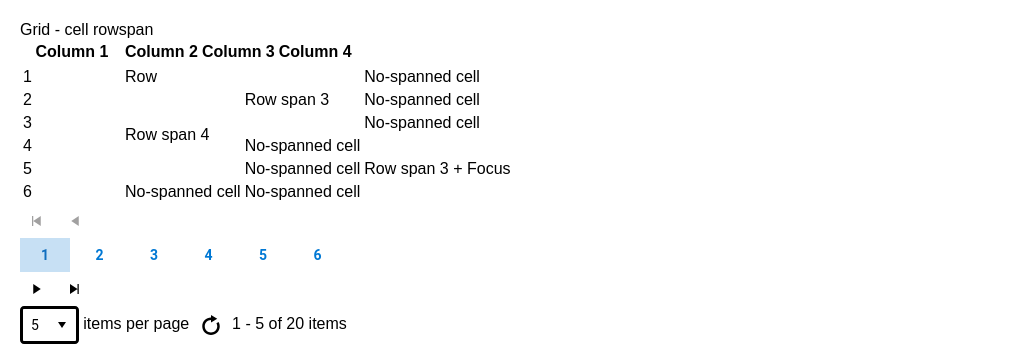 Grid - cell rowspan
Column 1 Column 2 Column 3 Column 4
1 Row No-spanned cell
2 Row span 3 No-spanned cell
3 No-spanned cell
Row span 4
4 No-spanned cell
5 No-spanned cell Row span 3 + Focus
6 No-spanned cell No-spanned cell
1 2 3 4 5 6
5 items per page 1 - 5 of 20 items